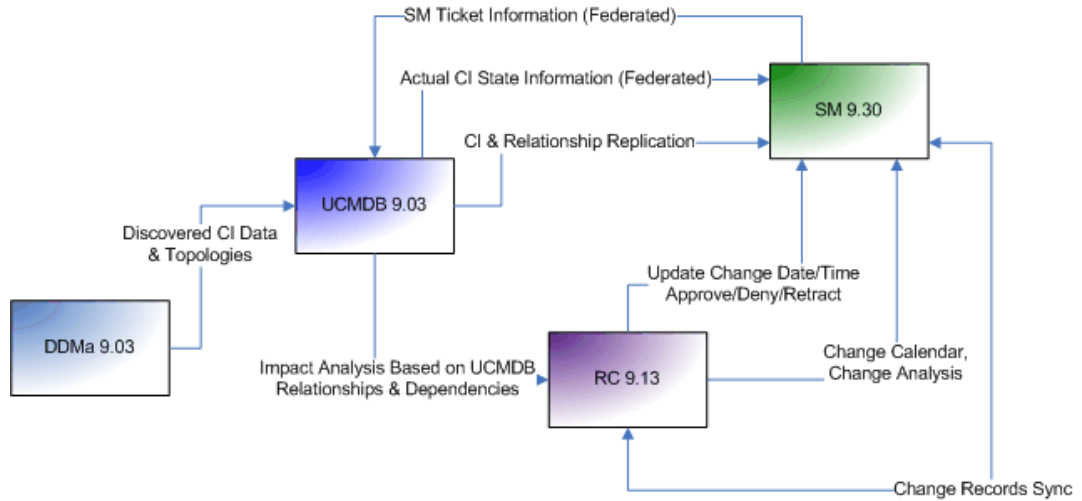 SM Ticket Information (Federated)
Actual CI State Information (Federated)
SM 9.30
CI & Relationship Replication
UCMDB 9.03
Discovered CI Data
& Topologies
Update Change Date/Time
Approve/Deny/Retract
DDMa 9.03
Impact Analysis Based on UCMDB
Relationships & Dependencies
RC 9.13
Change Calendar,
Change Analysis
Change Records Sync